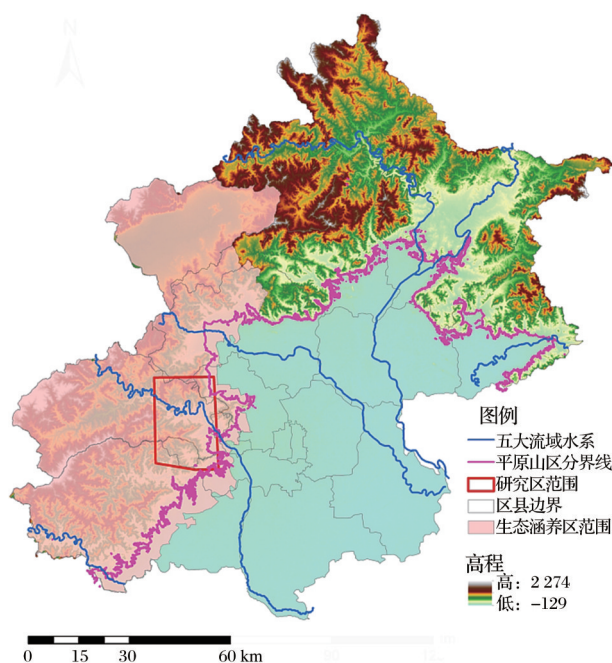 N
图例
五大流域水系
平原山区分界线
研究区范围
区县边界
生态涵养区范围
高程
高：2 274
低：-129
0 15 30 60 km